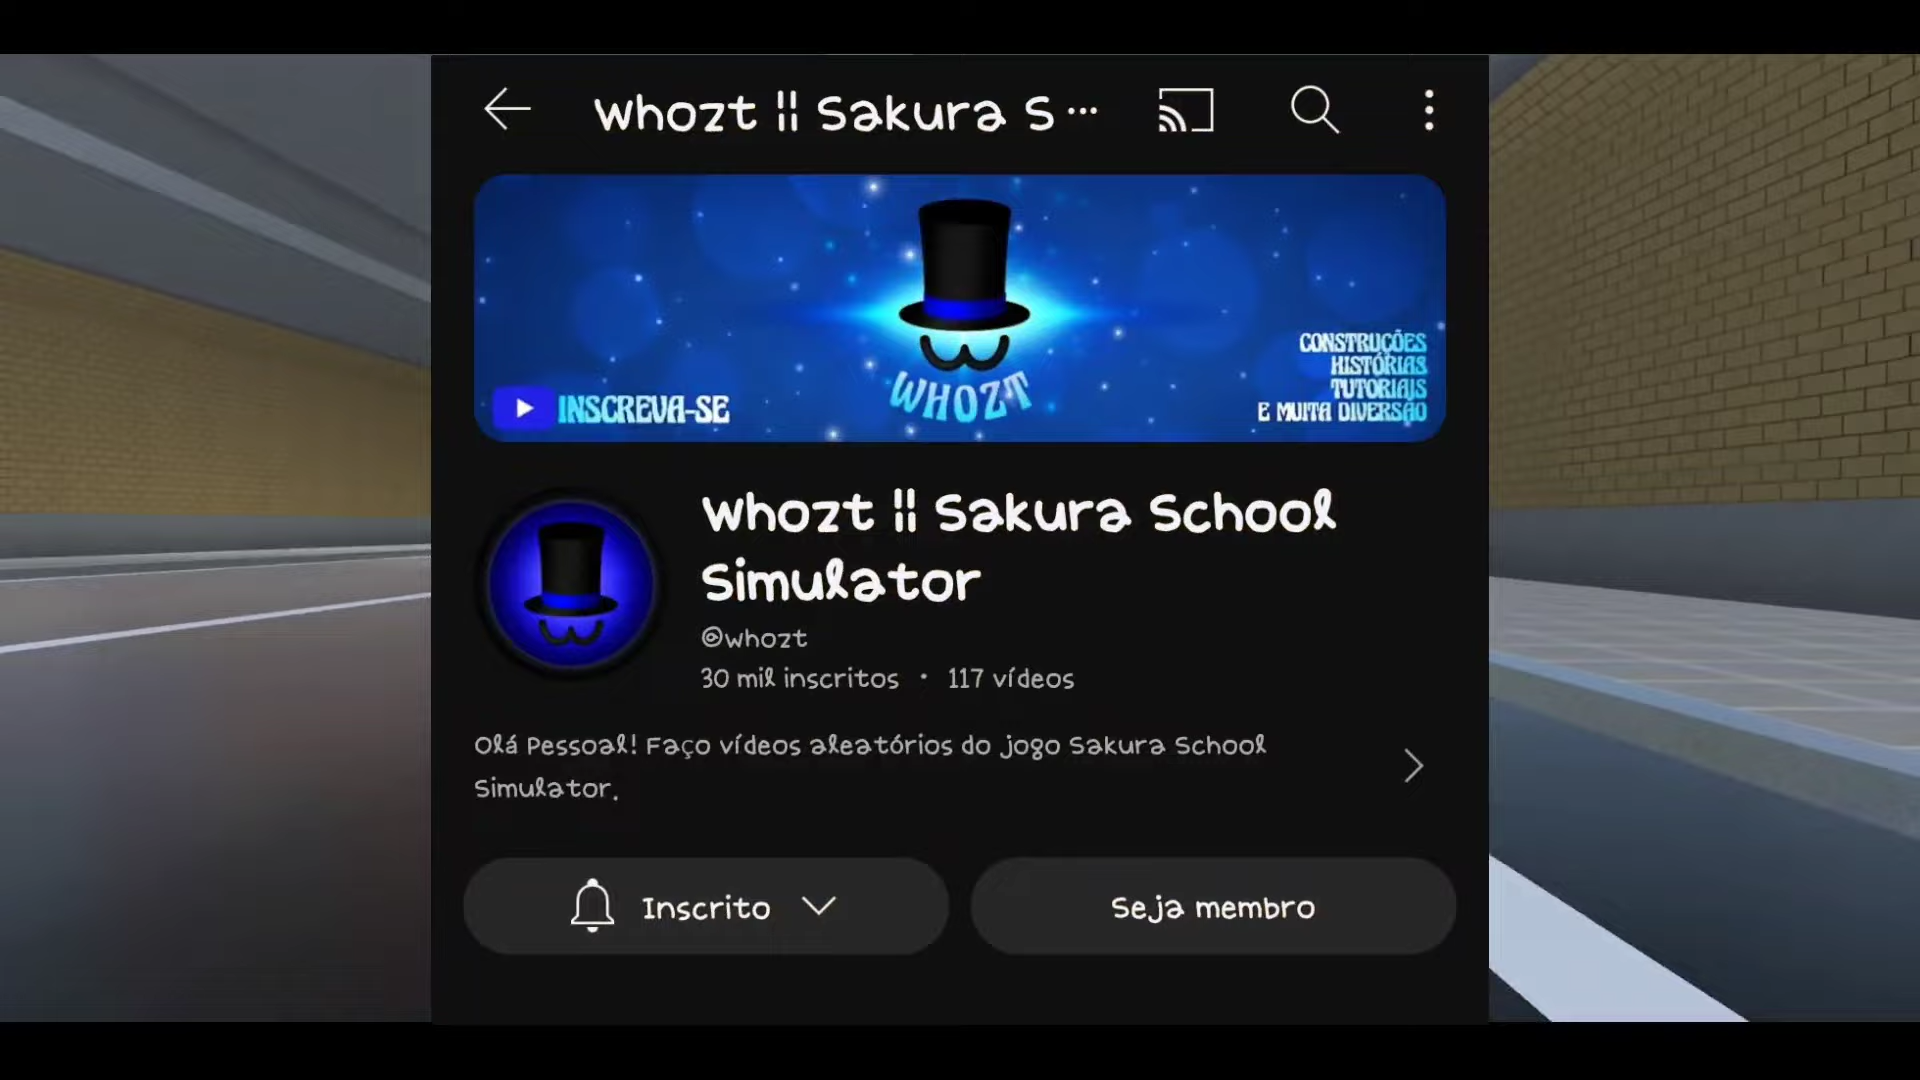 Whozt ¦¦ Sakura S...
WHOZT
INSCREVA-SE
CONSTRUÇÕES
HISTÓRIAS
TUTORIAIS
E MUITA DIVERSÃO
Whozt ¦¦ Sakura School
Simulator
@whozt
30 mil inscritos · 117 vídeos
Olá Pessoal! Faço vídeos aleatórios do jogo Sakura School
Simulator.
Inscrito
Seja membro